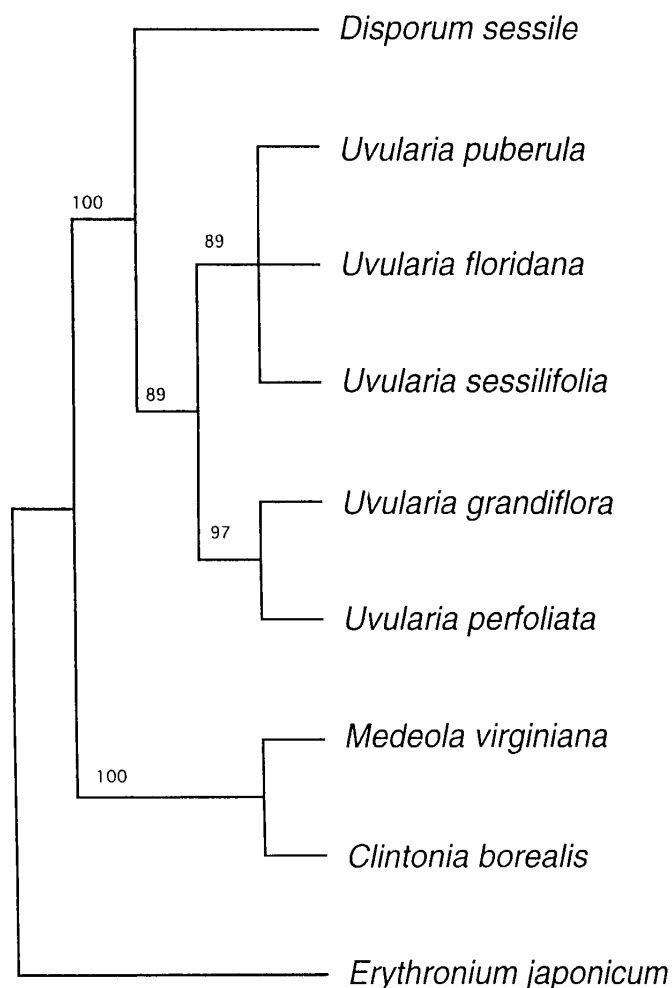 Disporum sessile
Uvularia puberula
100
89
Uvularia floridana
Uvularia sessilifolia
89
Uvularia grandiflora
97
Uvularia perfoliata
Medeola virginiana
100
Clintonia borealis
Erythronium japonicum